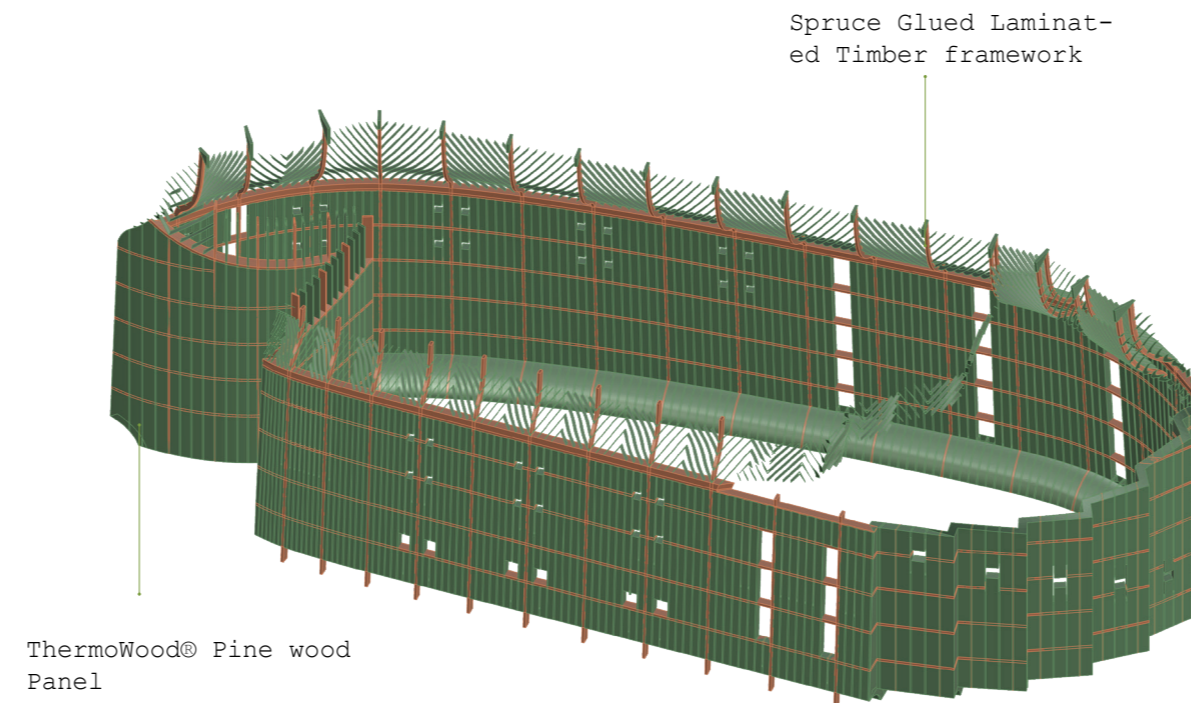 Spruce Glued Laminat-
ed Timber framework
ThermoWood® Pine wood
Panel